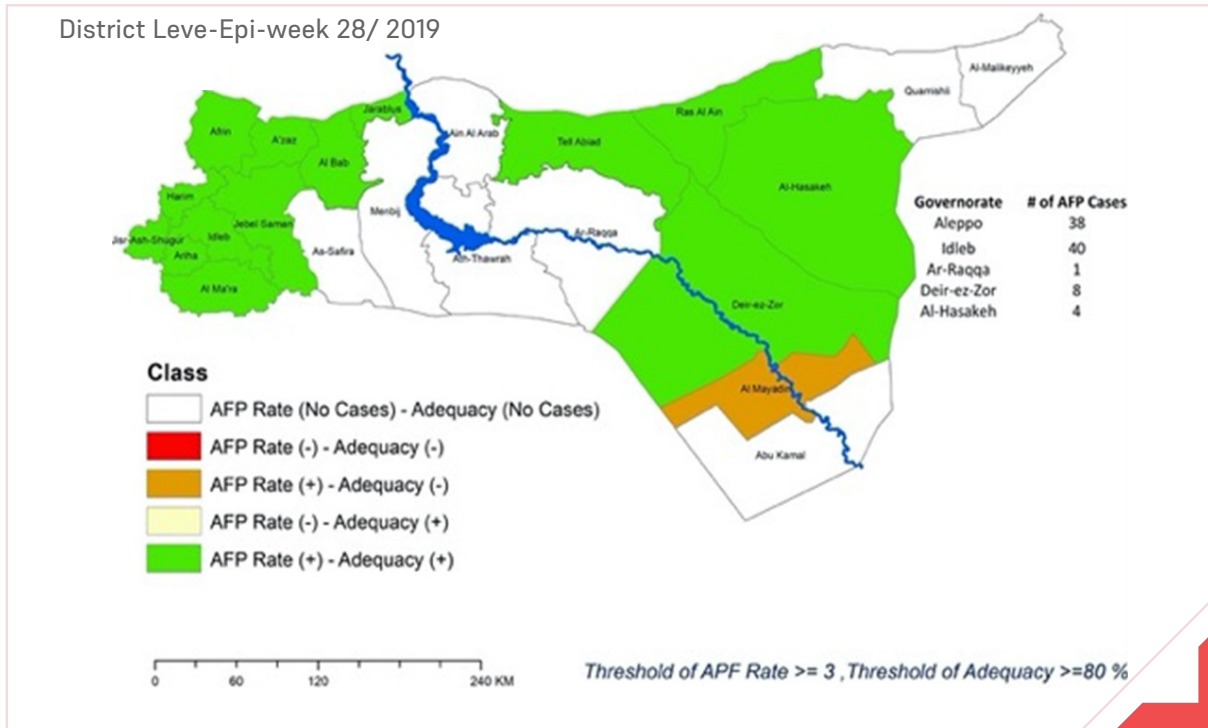 District Leve-Epi-week 28/ 2019
Al-Malikeyyeh
Quamishli
Jarablus
Ras Al Ain
Afrin
A'zaz
Ain Al Arab
Tell Abiad
Al Bab
Al-Hasakeh
Harim
Menbij
Jebel Saman
Idleb
Jisr-Ash-Shugur
Ar-Raqqa
As-Safira
Ariha
Ath-Thawrah
Al Ma'ra
Deir-ez-Zor
Al Mayadin
Abu Kamal
Governorate # of AFP Cases
Aleppo 38
Idleb 40
Ar-Raqqa 1
Deir-ez-Zor 8
Al-Hasakeh 4
Class
AFP Rate (No Cases) - Adequacy (No Cases)
AFP Rate (-) - Adequacy (-)
AFP Rate (+) - Adequacy (-)
AFP Rate (-) - Adequacy (+)
AFP Rate (+) - Adequacy (+)
0 60 120 240 KM
Threshold of APF Rate >= 3 ,Threshold of Adequacy >=80 %